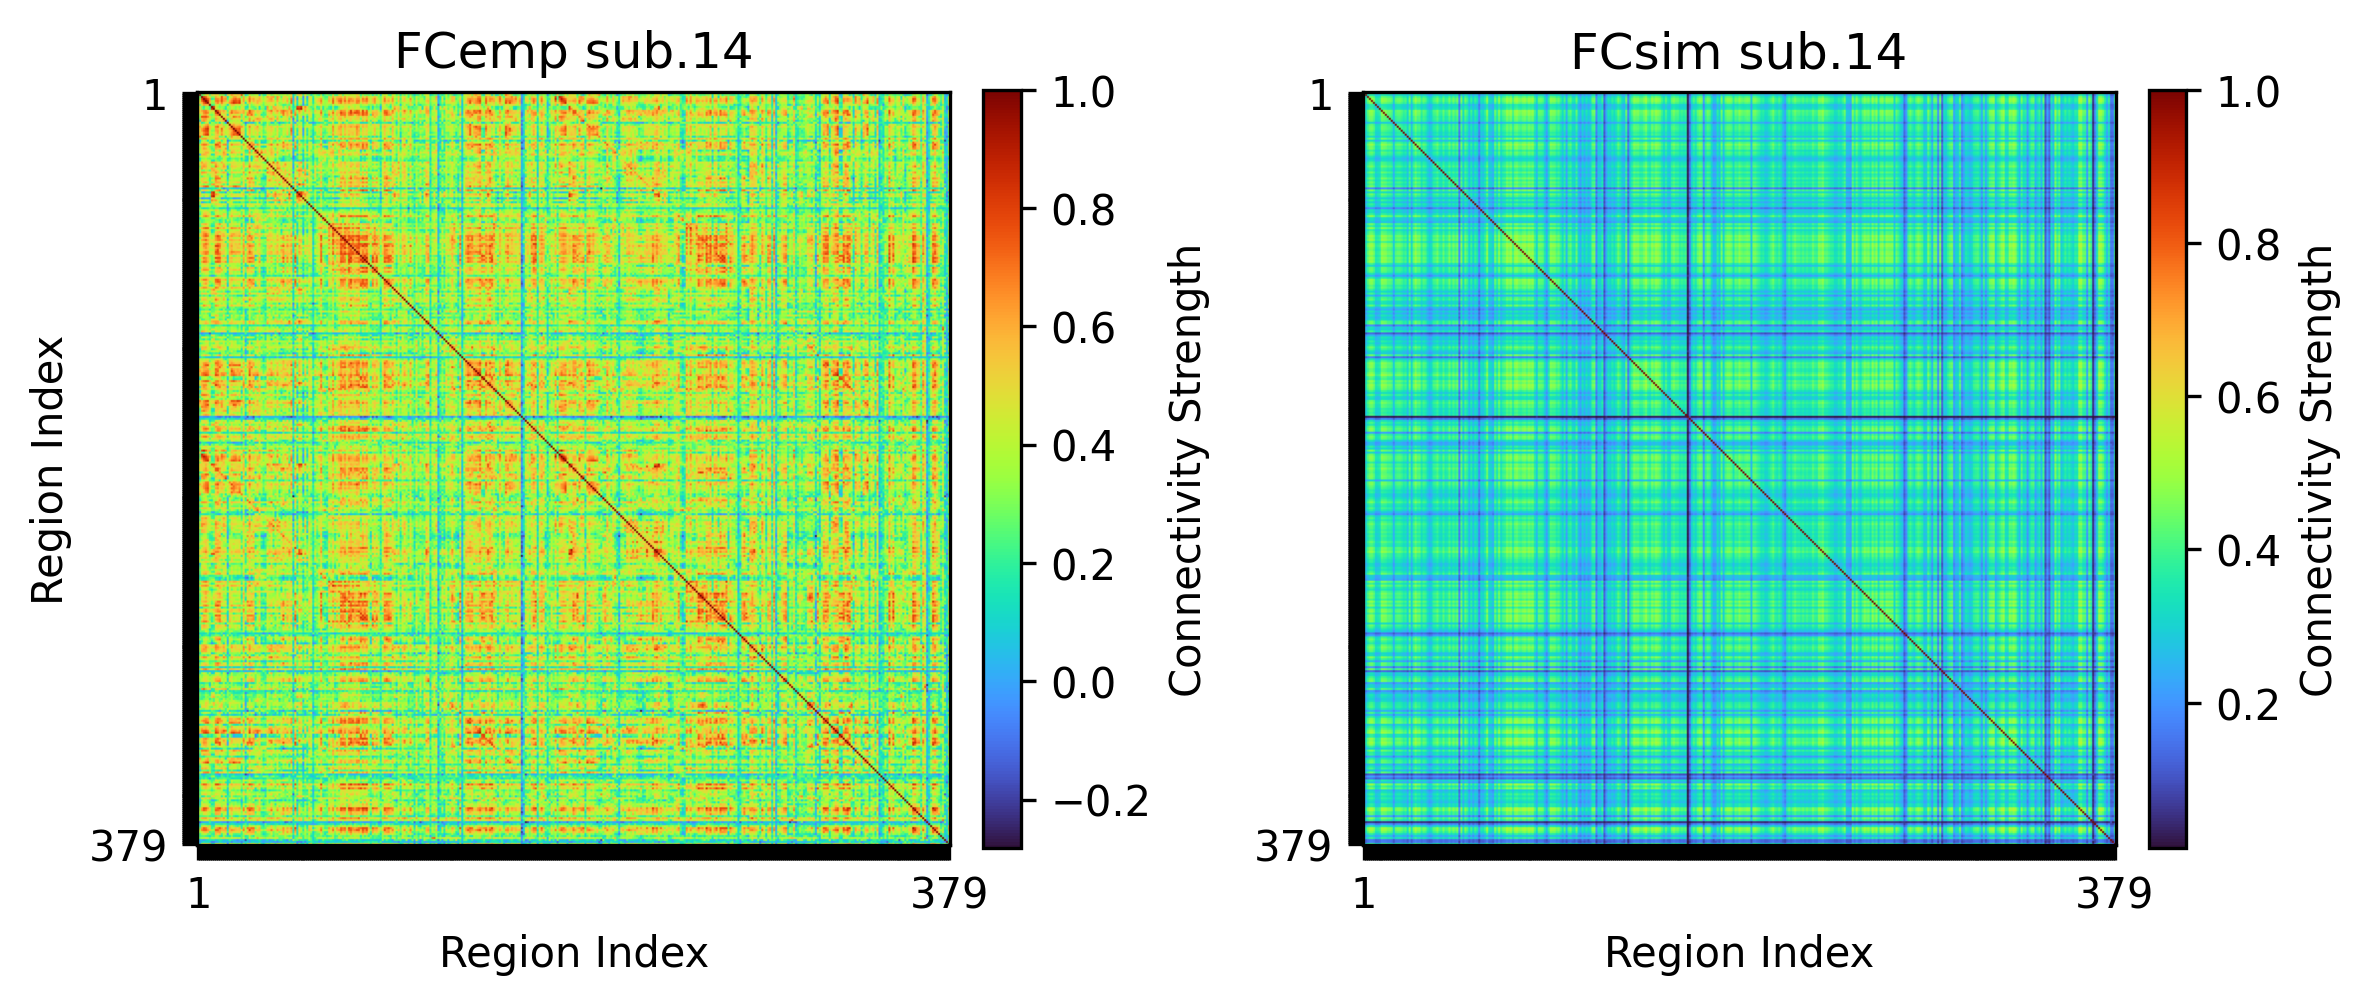 FCemp sub.14
1
379
1
379
Region Index
Region Index
1.0
0.8
0.6
0.4
0.2
0.0
−0.2
Connectivity Strength
FCsim sub.14
1
379
1
379
Region Index
1.0
0.8
0.6
0.4
0.2
Connectivity Strength